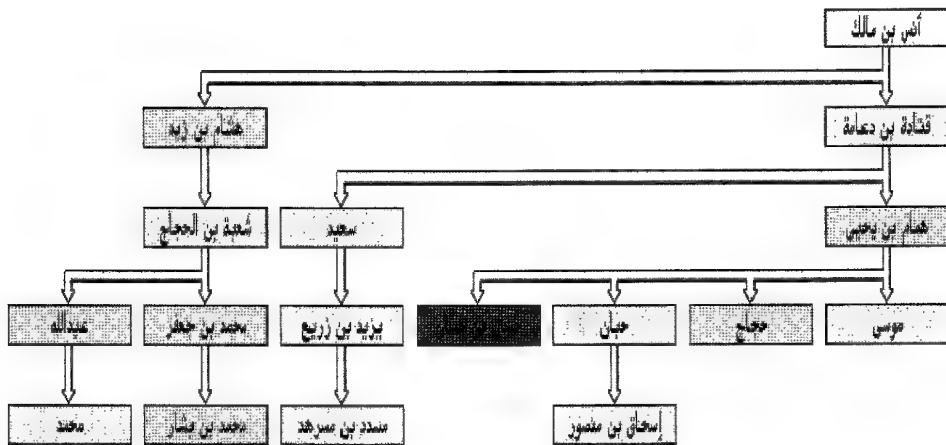 أنس بن مالك
قتادة بن دعامة
هشام بن زيد
همام بن يحيى
سعيد
شعبة بن الحجاج
موسى
حجاج
حبان
بن
يزيد بن زريع
محمد بن جعفر
عبدالله
إسحاق بن منصور
مسدد بن مسرهد
محمد بن بشار
محمد